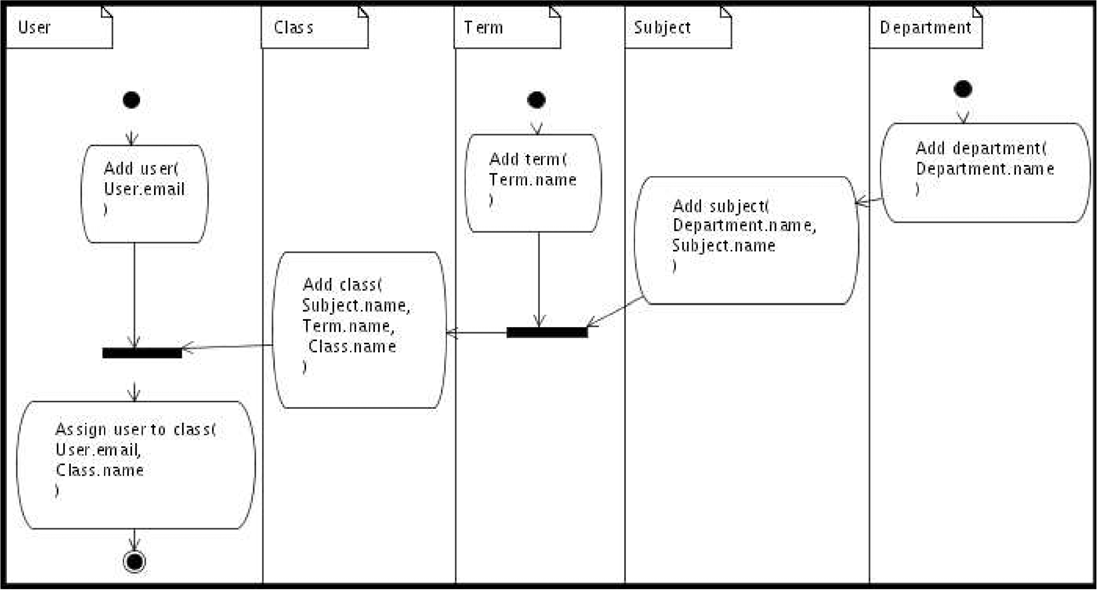 User
Class
Term
Subject
Department
Add user(
User.email
)
Add term(
Term.name
)
Add department(
Department.name
)
Add subject(
Department.name,
Subject.name
)
Add class(
Subject.name,
Term.name,
Class.name
)
Assign user to class(
User.email,
Class.name
)